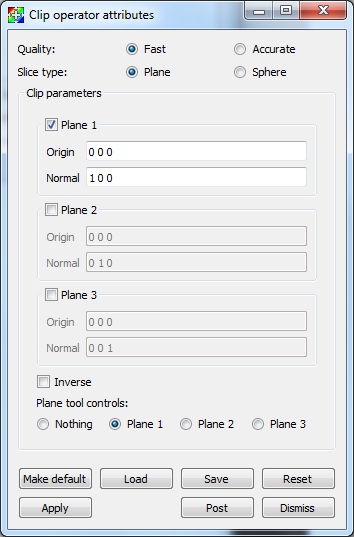 Clip operator attributes
Quality: Fast Accurate
Slice type: Plane Sphere
Clip parameters
Plane 1
Origin 0 0 0
Normal 1 0 0
Plane 2
Origin 0 0 0
Normal 0 1 0
Plane 3
Origin 0 0 0
Normal 0 0 1
Inverse
Plane tool controls:
Nothing Plane 1 Plane 2 Plane 3
Make default Load Save Reset
Apply Post Dismiss